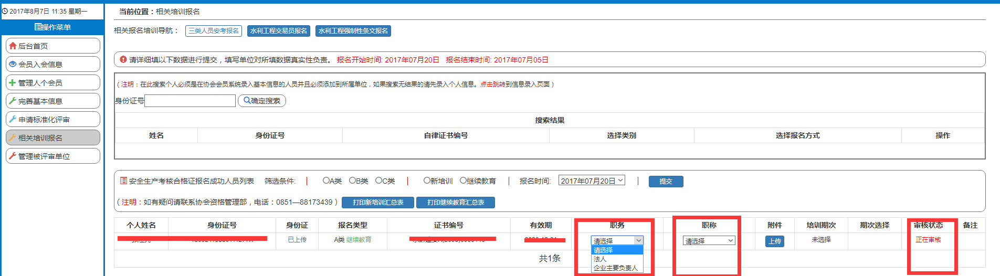 2017年8月7日 11:35 星期一
操作菜单
后台首页
会员入会信息
管理人个会员
完善基本信息
申请标准化评审
相关培训报名
管理被评审单位
当前位置：相关培训报名
相关报名培训导航： 三类人员安考报名 水利工程交易员报名 水利工程强制性条文报名
请详细填以下数据进行提交，填写单位对所填数据真实性负责。 报名开始时间: 2017年07月20日 报名结束时间: 2017年07月05日
（注明：在此搜索个人必须是在协会会员系统录入基本信息的人员并且必须添加到所属单位，如果搜索无结果的请先录入个人信息。点击跳转到信息录入页面）
身份证号 确定搜索
搜索结果
姓名 身份证号 自律证书编号 选择类别 选择报名方式 操作
安全生产考核合格证报名成功人员列表 筛选条件: | A类 B类 C类 | 新培训 继续教育 | 报名时间: 2017年07月20日 | 提交
（注明：如有疑问请联系协会资格管理部，电话：0851—88173439） 打印新培训汇总表 打印继续教育汇总表
个人姓名 身份证号 身份证 报名类型 证书编号 有效期 职务 职称 附件 培训期次 期次选择 审核状态 备注
已上传 A类 继续教育 请选择 请选择 上传 未选择 正在审核
请选择
法人
企业主要负责人
共1条